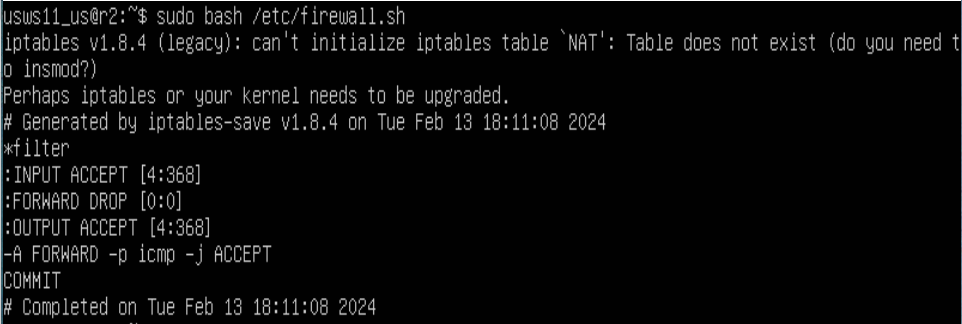 usws11_us@r2:~$ sudo bash /etc/firewall.sh
iptables v1.8.4 (legacy): can't initialize iptables table `NAT': Table does not exist (do you need t
o insmod?)
Perhaps iptables or your kernel needs to be upgraded.
# Generated by iptables-save v1.8.4 on Tue Feb 13 18:11:08 2024
*filter
:INPUT ACCEPT [4:368]
:FORWARD DROP [0:0]
:OUTPUT ACCEPT [4:368]
-A FORWARD -p icmp -j ACCEPT
COMMIT
# Completed on Tue Feb 13 18:11:08 2024